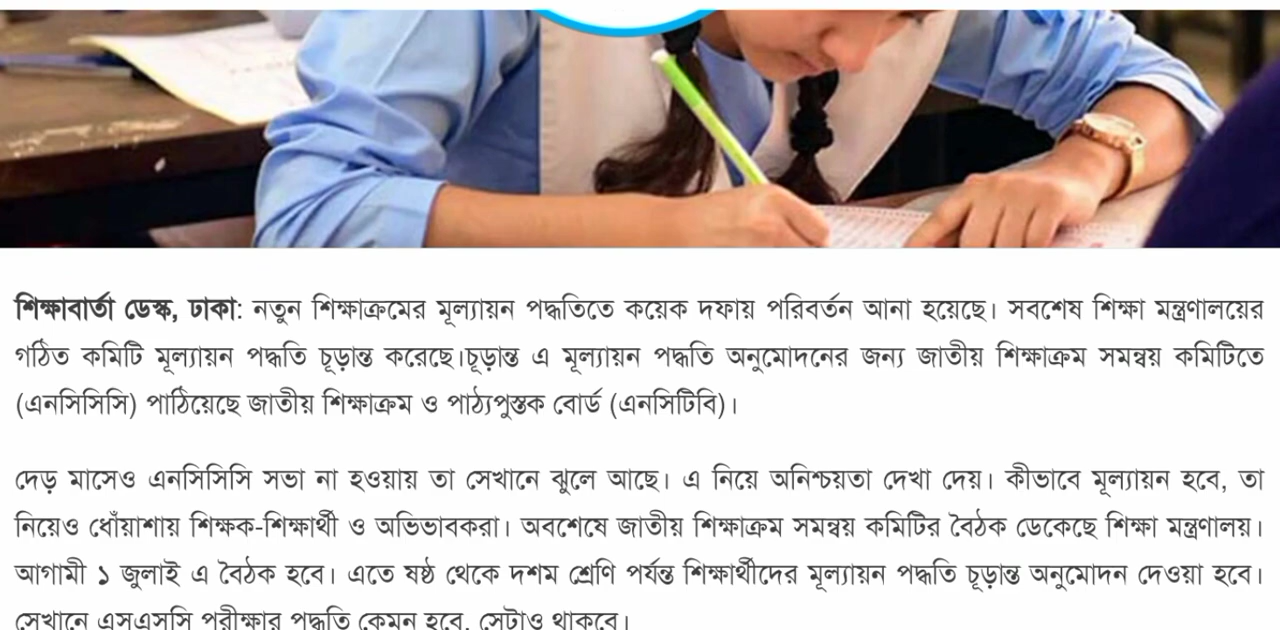 শিক্ষাবার্তা ডেস্ক, ঢাকা: নতুন শিক্ষাক্রমের মূল্যায়ন পদ্ধতিতে কয়েক দফায় পরিবর্তন আনা হয়েছে। সবশেষ শিক্ষা মন্ত্রণালয়ের
গঠিত কমিটি মূল্যায়ন পদ্ধতি চূড়ান্ত করেছে।চূড়ান্ত এ মূল্যায়ন পদ্ধতি অনুমোদনের জন্য জাতীয় শিক্ষাক্রম সমন্বয় কমিটিতে
(এনসিসিসি) পাঠিয়েছে জাতীয় শিক্ষাক্রম ও পাঠ্যপুস্তক বোর্ড (এনসিটিবি)।
দেড় মাসেও এনসিসিসি সভা না হওয়ায় তা সেখানে ঝুলে আছে। এ নিয়ে অনিশ্চয়তা দেখা দেয়। কীভাবে মূল্যায়ন হবে, তা
নিয়েও ধোঁয়াশায় শিক্ষক-শিক্ষার্থী ও অভিভাবকরা। অবশেষে জাতীয় শিক্ষাক্রম সমন্বয় কমিটির বৈঠক ডেকেছে শিক্ষা মন্ত্রণালয়।
আগামী ১ জুলাই এ বৈঠক হবে। এতে ষষ্ঠ থেকে দশম শ্রেণি পর্যন্ত শিক্ষার্থীদের মূল্যায়ন পদ্ধতি চূড়ান্ত অনুমোদন দেওয়া হবে।
সেখানে এসএসসি পরীক্ষার পদ্ধতি কেমন হবে, সেটাও থাকবে।